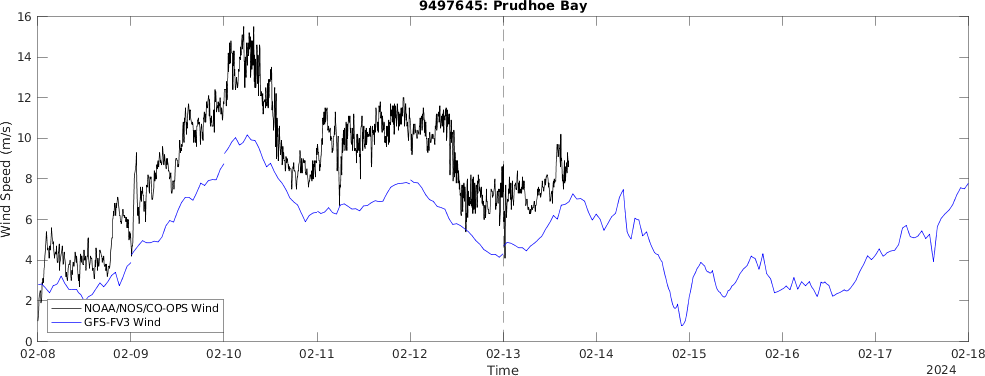 9497645: Prudhoe Bay
Wind Speed (m/s)
16
14
12
10
8
6
4
2
0
NOAA/NOS/CO-OPS Wind
GFS-FV3 Wind
02-08 02-09 02-10 02-11 02-12 02-13 02-14 02-15 02-16 02-17 02-18
Time
2024